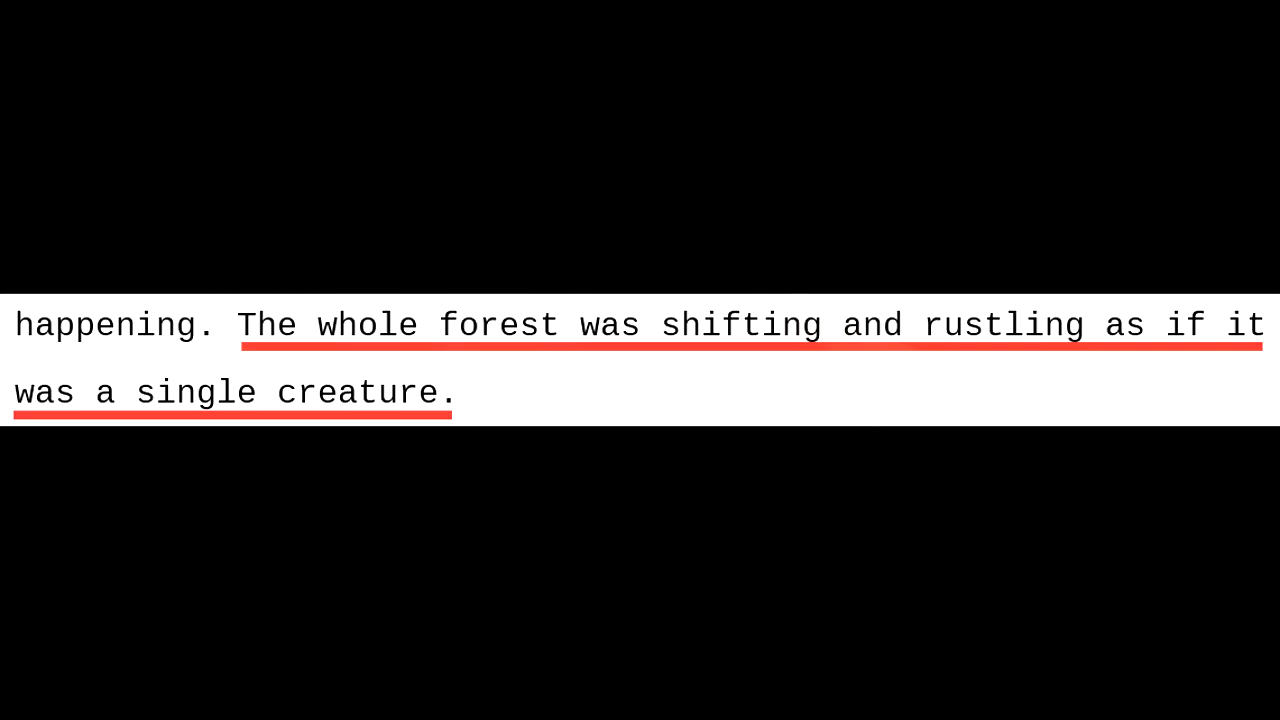 happening. The whole forest was shifting and rustling as if it
was a single creature.